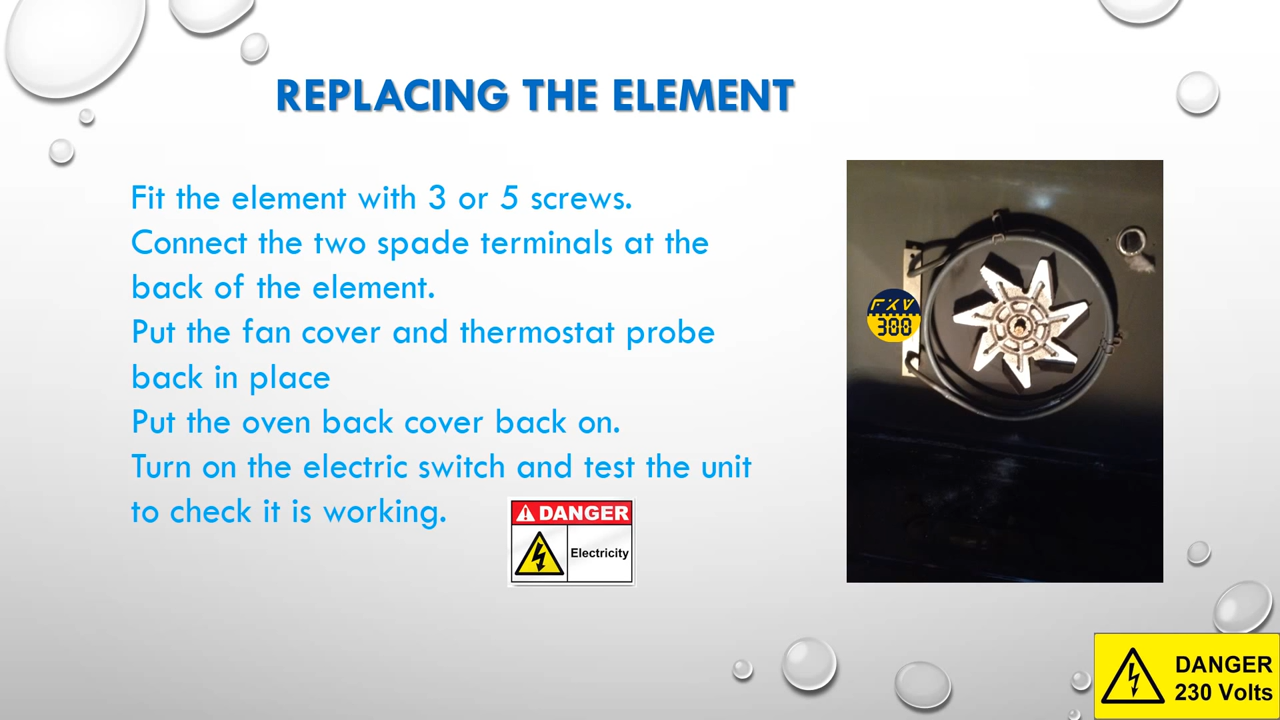 REPLACING THE ELEMENT
Fit the element with 3 or 5 screws.
Connect the two spade terminals at the
back of the element.
Put the fan cover and thermostat probe
back in place
Put the oven back cover back on.
Turn on the electric switch and test the unit
to check it is working.
FXV
300
DANGER
Electricity
DANGER
230 Volts